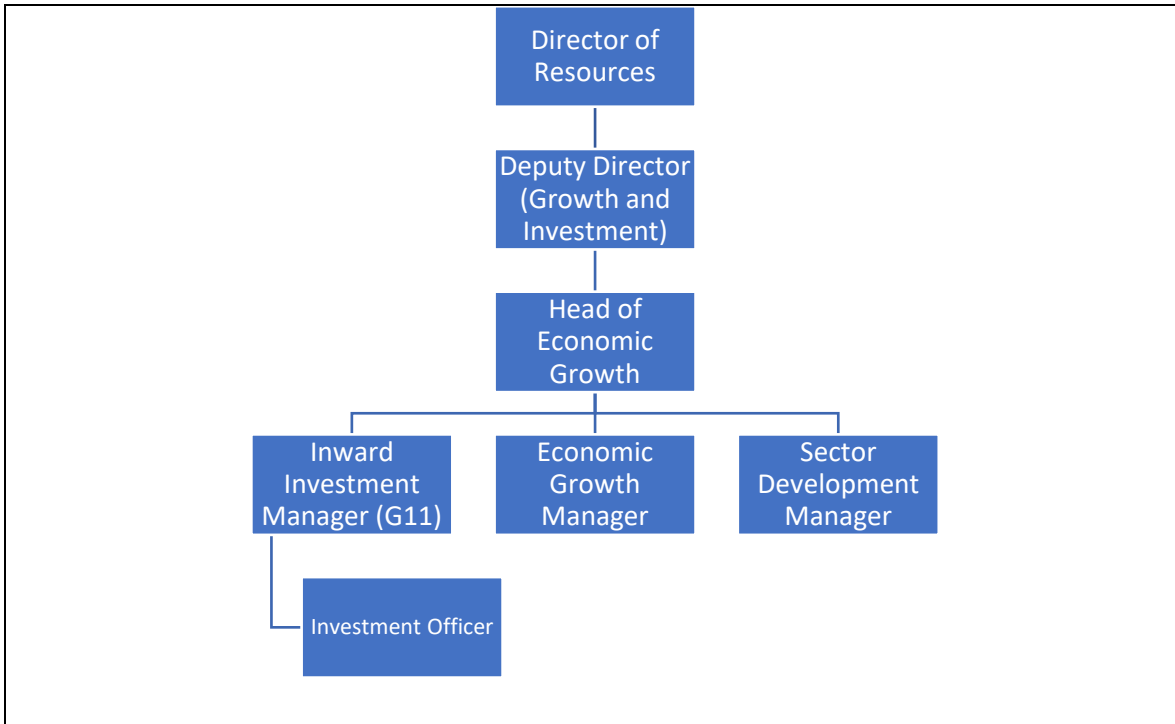 Director of
Resources
Deputy Director
(Growth and
Investment)
Head of
Economic
Growth
Inward
Investment
Manager (G11)
Economic
Growth
Manager
Sector
Development
Manager
Investment Officer